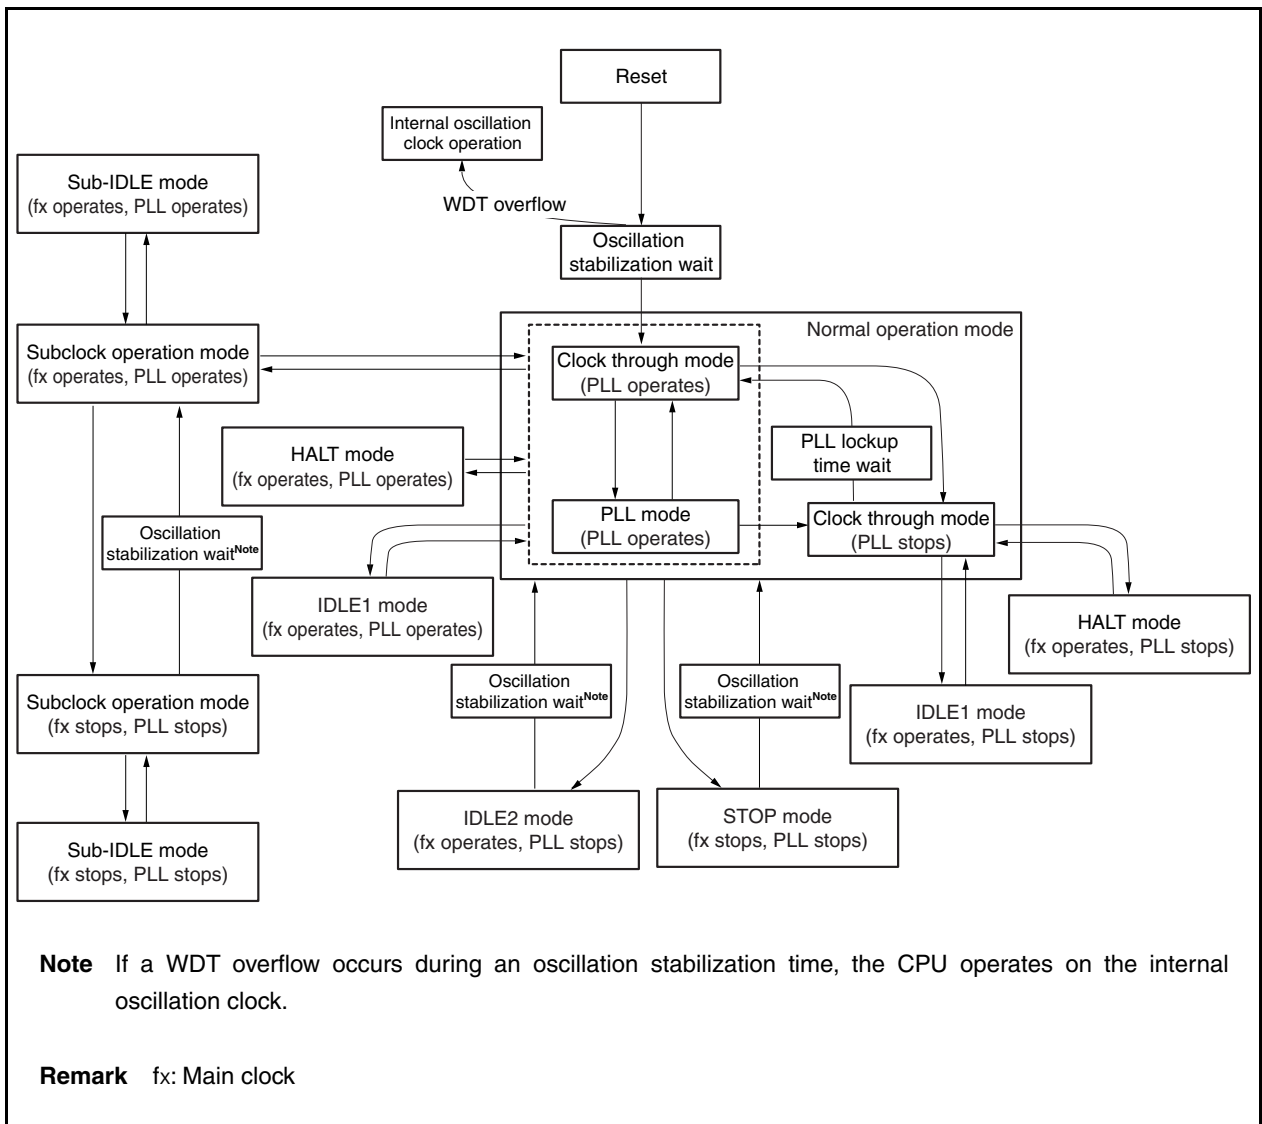 Reset
Internal oscillation
clock operation
WDT overflow
Oscillation
stabilization wait
Sub-IDLE mode
(fx operates, PLL operates)
Subclock operation mode
(fx operates, PLL operates)
Normal operation mode
Clock through mode
(PLL operates)
HALT mode
(fx operates, PLL operates)
PLL lockup
time wait
PLL mode
(PLL operates)
Clock through mode
(PLL stops)
Oscillation
stabilization waitNote
IDLE1 mode
(fx operates, PLL operates)
HALT mode
(fx operates, PLL stops)
Subclock operation mode
(fx stops, PLL stops)
Oscillation
stabilization waitNote
Oscillation
stabilization waitNote
IDLE1 mode
(fx operates, PLL stops)
IDLE2 mode
(fx operates, PLL stops)
STOP mode
(fx stops, PLL stops)
Sub-IDLE mode
(fx stops, PLL stops)
Note If a WDT overflow occurs during an oscillation stabilization time, the CPU operates on the internal
oscillation clock.
Remark fx: Main clock